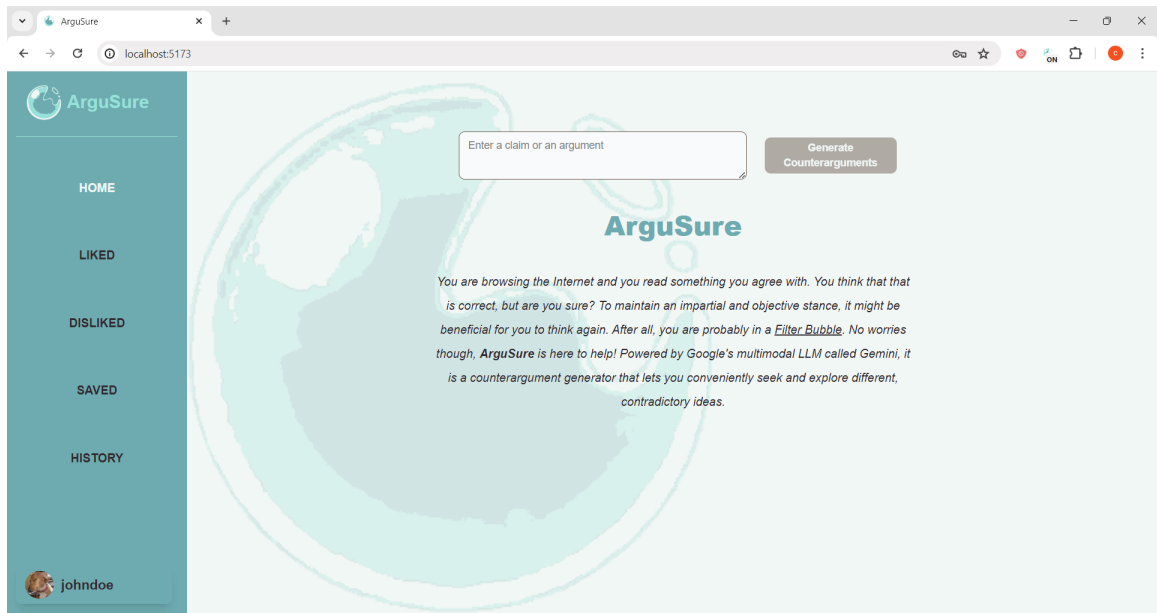 ArguSure
localhost:5173
ON
C
ArguSure
HOME
LIKED
DISLIKED
SAVED
HISTORY
johndoe
Enter a claim or an argument
Generate
Counterarguments
ArguSure
You are browsing the Internet and you read something you agree with. You think that that
is correct, but are you sure? To maintain an impartial and objective stance, it might be
beneficial for you to think again. After all, you are probably in a Filter Bubble. No worries
though, ArguSure is here to help! Powered by Google's multimodal LLM called Gemini, it
is a counterargument generator that lets you conveniently seek and explore different,
contradictory ideas.